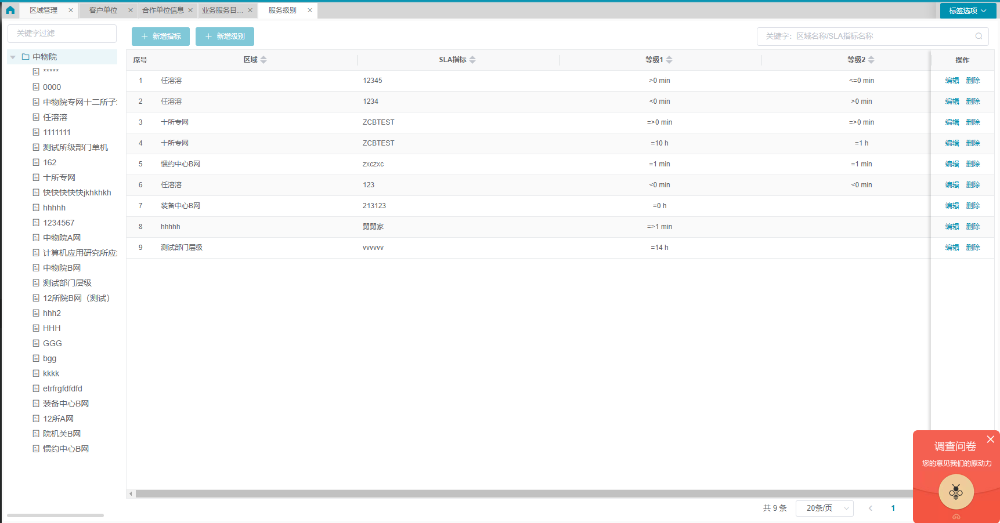 区域管理
客户单位
合作单位信息
业务服务目...
服务级别
标签选项
关键字过滤
新增指标
新增级别
关键字：区域名称/SLA指标名称
中物院
*****
0000
中物院专网十二所子
任溶溶
1111111
测试所级部门单机
162
十所专网
快快快快快jkhkhkh
hhhhh
1234567
中物院A网
计算机应用研究所应
中物院B网
测试部门层级
12所院B网（测试）
hhh2
HHH
GGG
bgg
kkkk
etrfrgfdfdfd
装备中心B网
12所A网
院机关B网
惯约中心B网
序号 区域 SLA指标 等级1 等级2 操作
1 任溶溶 12345 >0 min <=0 min 编辑 删除
2 任溶溶 1234 <0 min >0 min 编辑 删除
3 十所专网 ZCBTEST =>0 min =>0 min 编辑 删除
4 十所专网 ZCBTEST =10 h =1 h 编辑 删除
5 惯约中心B网 zxczxc =1 min =1 min 编辑 删除
6 任溶溶 123 <0 min <0 min 编辑 删除
7 装备中心B网 213123 =0 h 编辑 删除
8 hhhhh 舅舅家 =>1 min 编辑 删除
9 测试部门层级 vvvvvv =14 h 编辑 删除
共 9 条
20条/页
1
调查问卷
您的意见我们的原动力